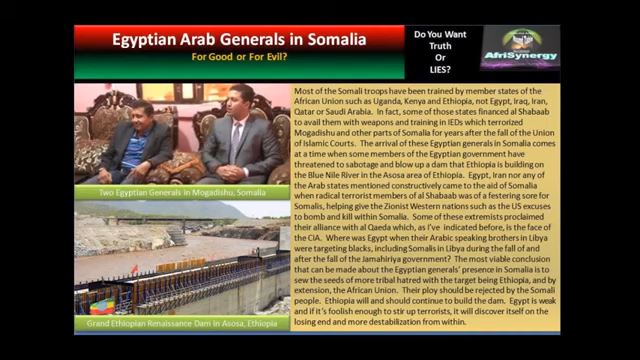 Egyptian Arab Generals in Somalia
For Good or For Evil?
Do You Want
Truth
Or
LIES?
AfriSynergy
Two Egyptian Generals in Mogadishu, Somalia
Grand Ethiopian Renaissance Dam in Asosa, Ethiopia
Most of the Somali troops have been trained by member states of the
African Union such as Uganda, Kenya and Ethiopia, not Egypt, Iraq, Iran,
Qatar or Saudi Arabia. In fact, some of those states financed al Shabaab
to avail them with weapons and training in IEDs which terrorized
Mogadishu and other parts of Somalia for years after the fall of the Union
of Islamic Courts. The arrival of these Egyptian generals in Somalia comes
at a time when some members of the Egyptian government have
threatened to sabotage and blow up a dam that Ethiopia is building on
the Blue Nile River in the Asosa area of Ethiopia. Egypt, Iran nor any of
the Arab states mentioned constructively came to the aid of Somalia
when radical terrorist members of al Shabaab was of a festering sore for
Somalis, helping give the Zionist Western nations such as the US excuses
to bomb and kill within Somalia. Some of these extremists proclaimed
their alliance with al Qaeda which, as I've indicated before, is the face of
the CIA. Where was Egypt when their Arabic speaking brothers in Libya
were targeting blacks, including Somalis in Libya during the fall of and
after the fall of the Jamahiriya government? The most viable conclusion
that can be made about the Egyptian generals' presence in Somalia is to
sew the seeds of more tribal hatred with the target being Ethiopia, and by
extension, the African Union. Their ploy should be rejected by the Somali
people. Ethiopia will and should continue to build the dam. Egypt is weak
and if it's foolish enough to stir up terrorists, it will discover itself on the
losing end and more destabilization from within.